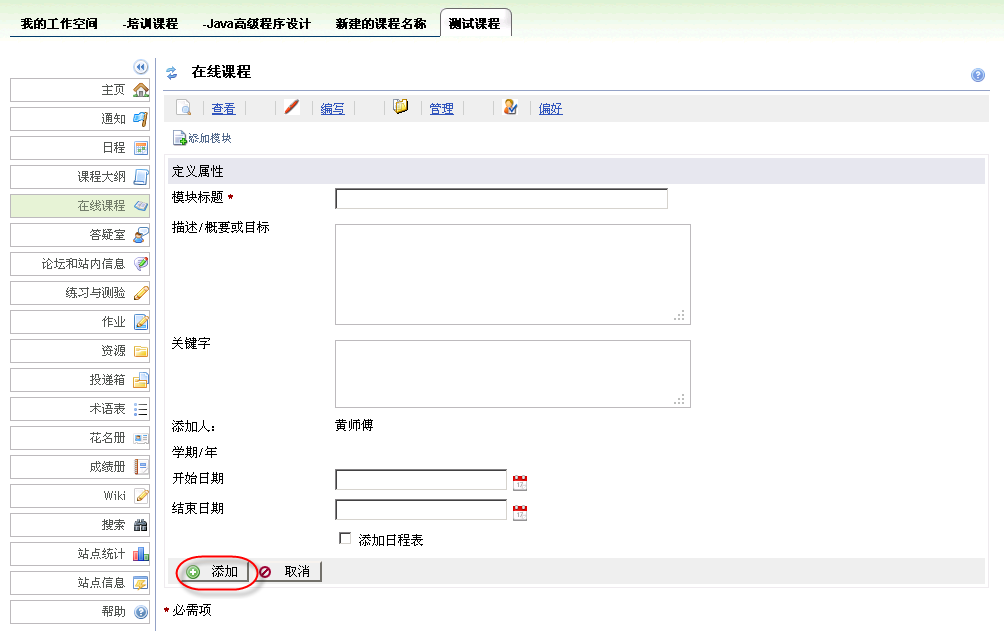 我的工作空间 -培训课程 -Java高级程序设计 新建的课程名称 测试课程
主页
通知
日程
课程大纲
在线课程
答疑室
论坛和站内信息
练习与测验
作业
资源
投递箱
术语表
花名册
成绩册
Wiki
搜索
站点统计
站点信息
帮助
在线课程
查看 编写 管理 偏好
添加模块
定义属性
模块标题 *
描述/概要或目标
关键字
添加人: 黄师傅
学期/年
开始日期
结束日期
添加日程表
添加 取消
* 必需项